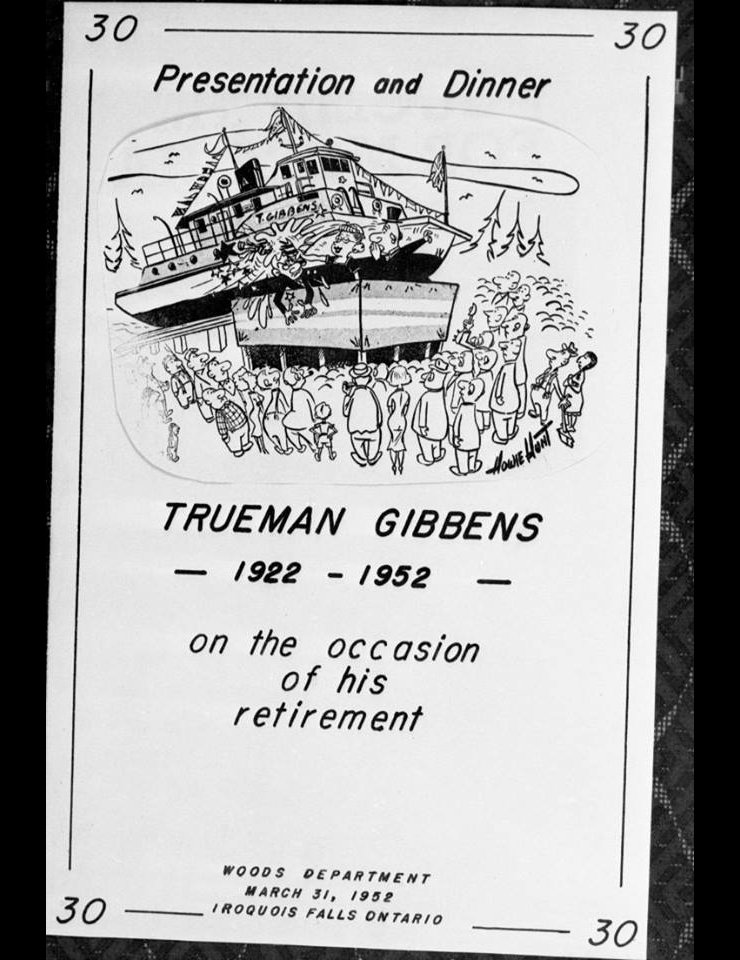 30 30
Presentation and Dinner
T. GIBBENS
HOWIE HUNT
TRUEMAN GIBBENS
— 1922 - 1952 —
on the occasion
of his
retirement
WOODS DEPARTMENT
MARCH 31, 1952
IROQUOIS FALLS ONTARIO
30 30